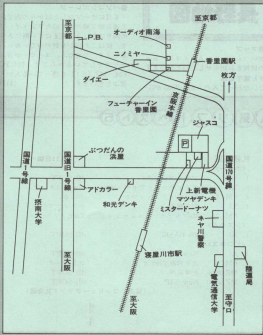 至京都
至京都
オーディオ南海
P.B.
ニノミヤ
香里園駅
ダイエー
枚方
フューチャーイン
香里園
京阪本線
ジャスコ
P
ぶつだんの
浜屋
国道1号線
国道旧1号線
国道170号線
上新電機
マツヤデンキ
ミスタードーナツ
アドカラー
和光デンキ
摂南大学
ネヤ川警察
寝屋川市駅
電気通信大学
陸運局
至大阪
至大阪
至守口